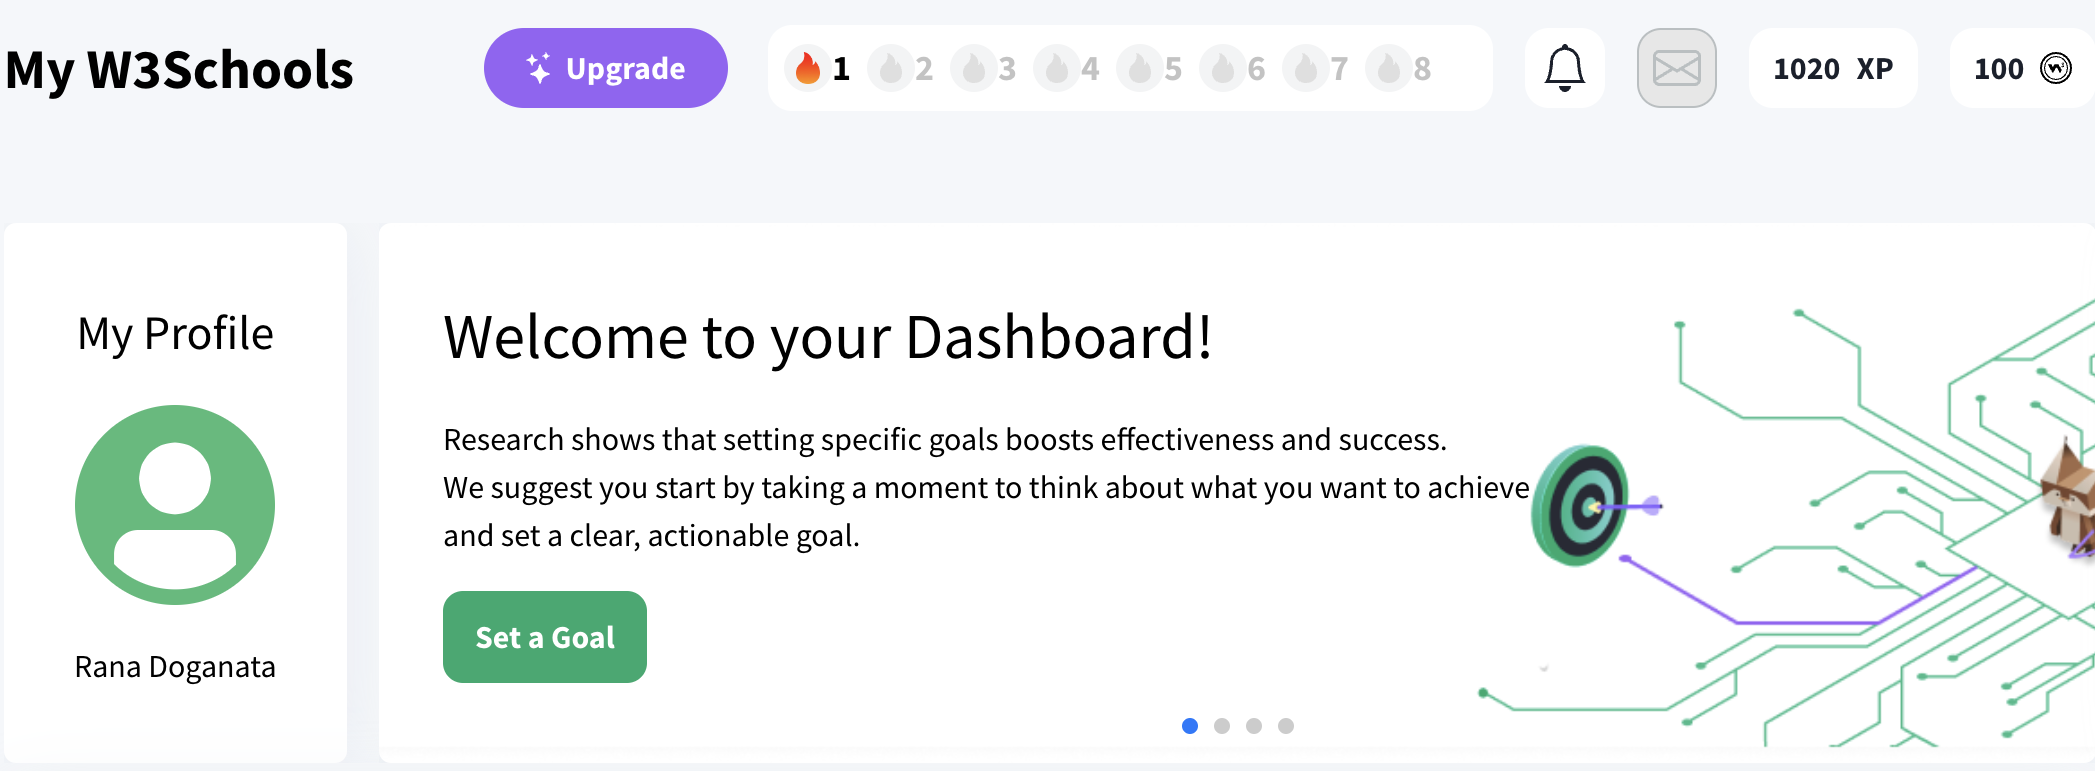 My W3Schools
Upgrade
1 2 3 4 5 6 7 8
1020 XP
100
My Profile
Rana Doganata
Welcome to your Dashboard!
Research shows that setting specific goals boosts effectiveness and success.
We suggest you start by taking a moment to think about what you want to achieve
and set a clear, actionable goal.
Set a Goal